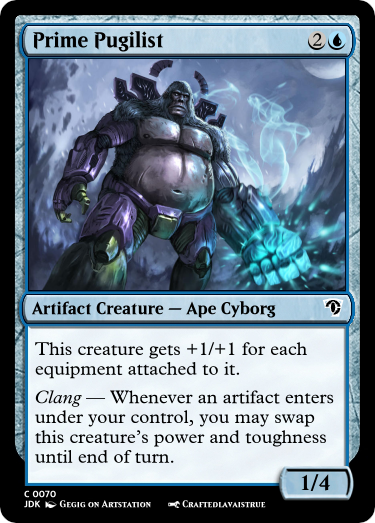 Prime Pugilist 2
Artifact Creature — Ape Cyborg
This creature gets +1/+1 for each
equipment attached to it.
Clang — Whenever an artifact enters
under your control, you may swap
this creature's power and toughness
until end of turn.
1/4
C 0070
JDK Gegig on Artstation Craftedlavaistrue